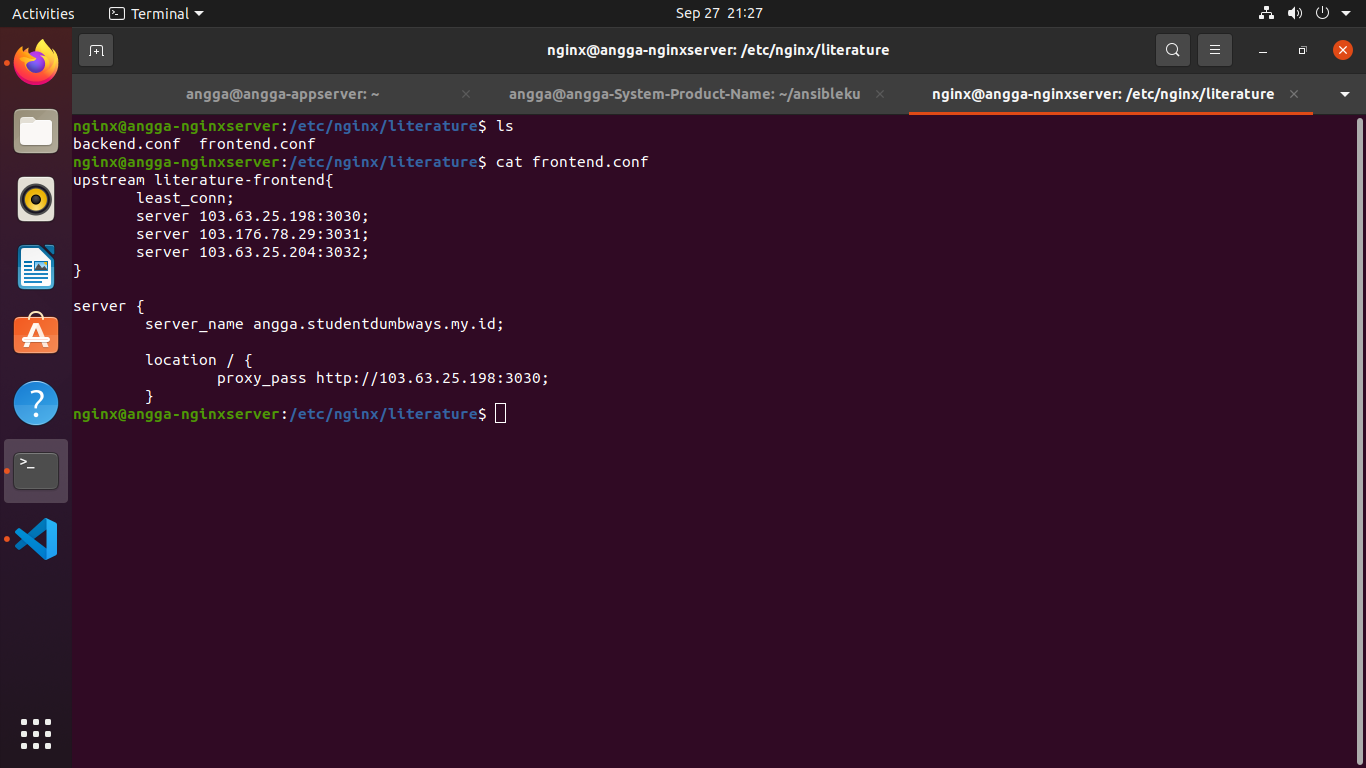 Activities
Terminal
Sep 27 21:27
nginx@angga-nginxserver: /etc/nginx/literature
angga@angga-appserver: ~
angga@angga-System-Product-Name: ~/ansibleku
nginx@angga-nginxserver: /etc/nginx/literature
nginx@angga-nginxserver:/etc/nginx/literature$ ls
backend.conf  frontend.conf
nginx@angga-nginxserver:/etc/nginx/literature$ cat frontend.conf
upstream literature-frontend{
       least_conn;
       server 103.63.25.198:3030;
       server 103.176.78.29:3031;
       server 103.63.25.204:3032;
}
server {
        server_name angga.studentdumbways.my.id;
        location / {
                proxy_pass http://103.63.25.198:3030;
        }
nginx@angga-nginxserver:/etc/nginx/literature$